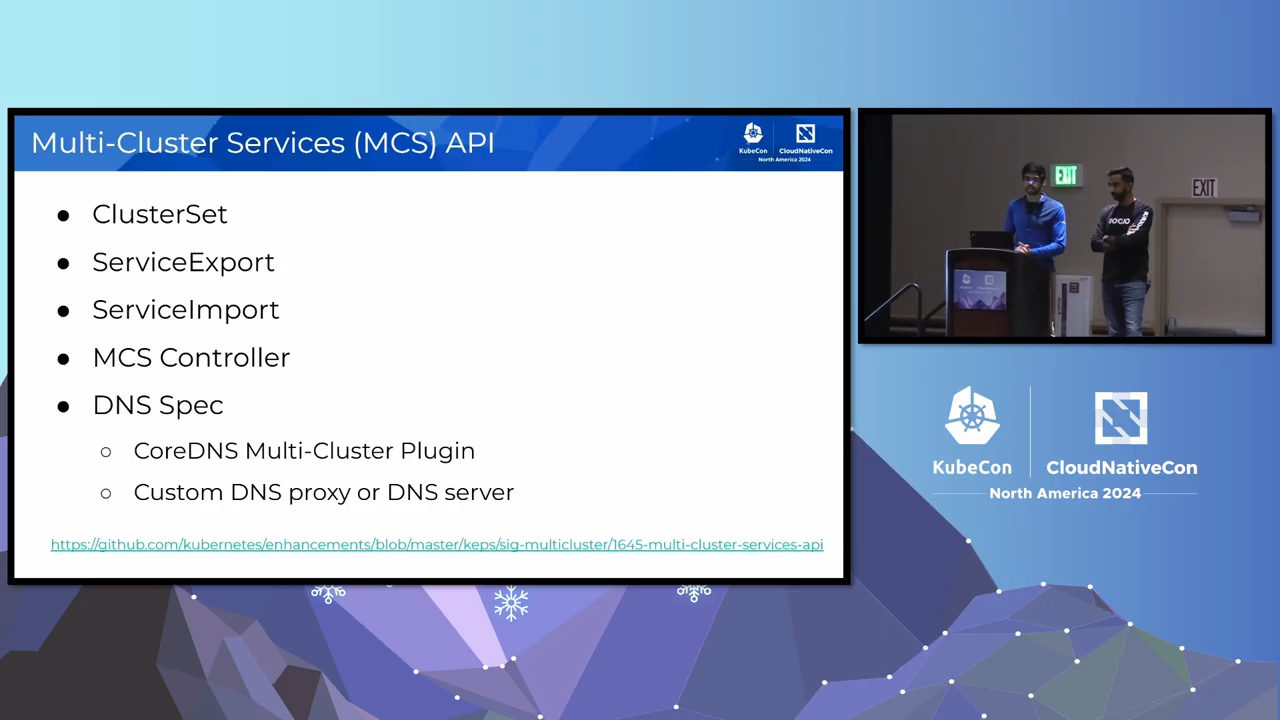 Multi-Cluster Services (MCS) API
KubeCon
CloudNativeCon
North America 2024
● ClusterSet
● ServiceExport
● ServiceImport
● MCS Controller
● DNS Spec
○ CoreDNS Multi-Cluster Plugin
○ Custom DNS proxy or DNS server
https://github.com/kubernetes/enhancements/blob/master/keps/sig-multicluster/1645-multi-cluster-services-api
EXIT
EXIT
KubeCon
CloudNativeCon
North America 2024